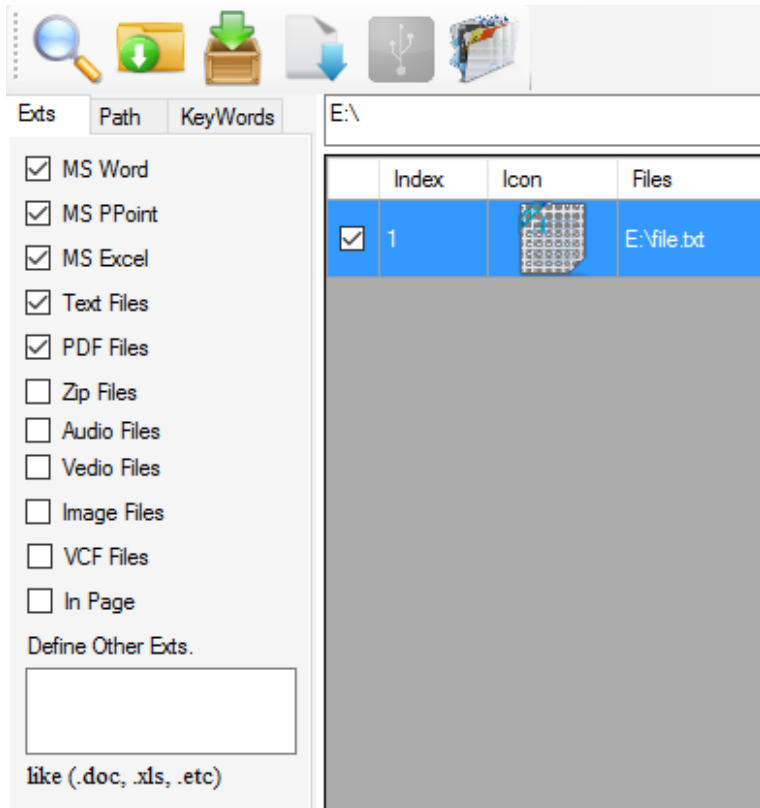 Exts Path KeyWords
E:\
MS Word
MS PPoint
MS Excel
Text Files
PDF Files
Zip Files
Audio Files
Vedio Files
Image Files
VCF Files
In Page
Define Other Exts.
like (.doc, .xls, .etc)
Index Icon Files
1 E:\file.txt